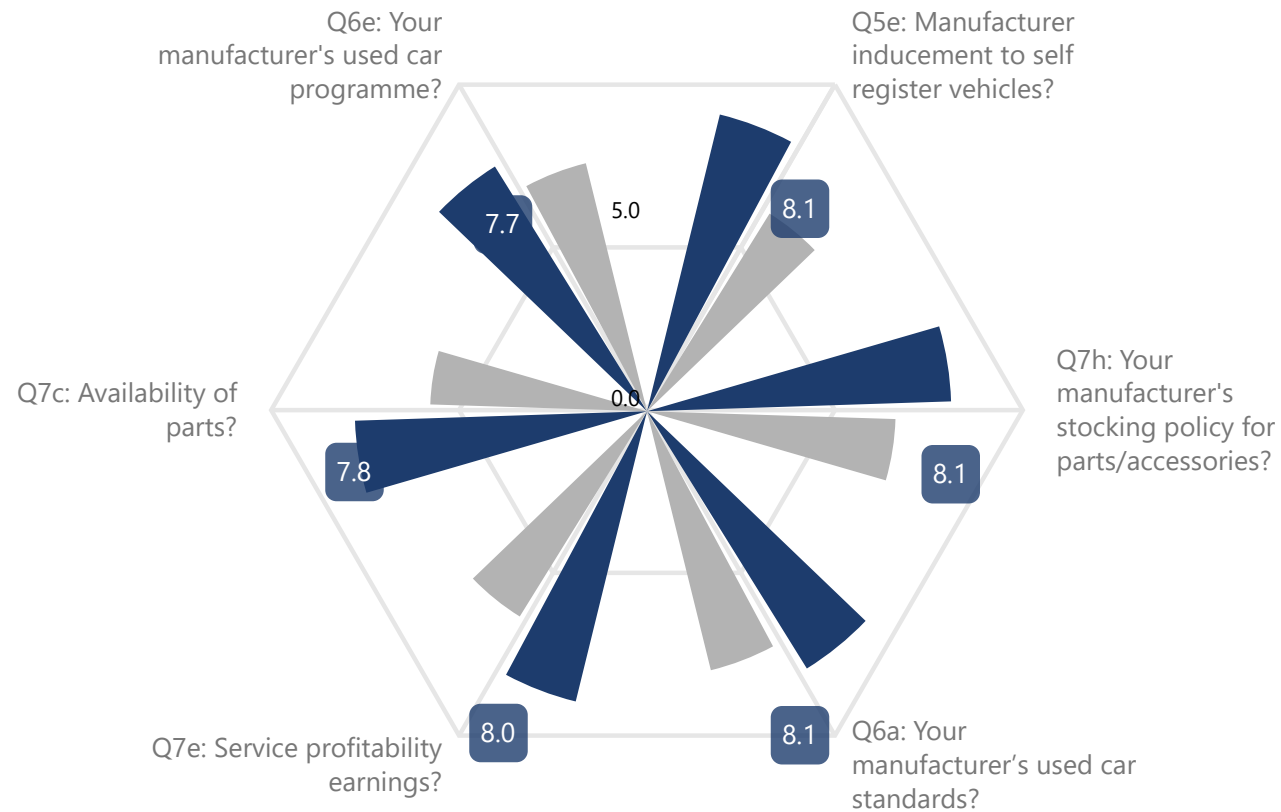 Q6e: Your
manufacturer's used car
programme?
Q5e: Manufacturer
inducement to self
register vehicles?
7.7
5.0
8.1
Q7c: Availability of
parts?
0.0
Q7h: Your
manufacturer's
stocking policy for
parts/accessories?
7.8
8.1
Q7e: Service profitability
earnings?
8.0
8.1
Q6a: Your
manufacturer’s used car
standards?